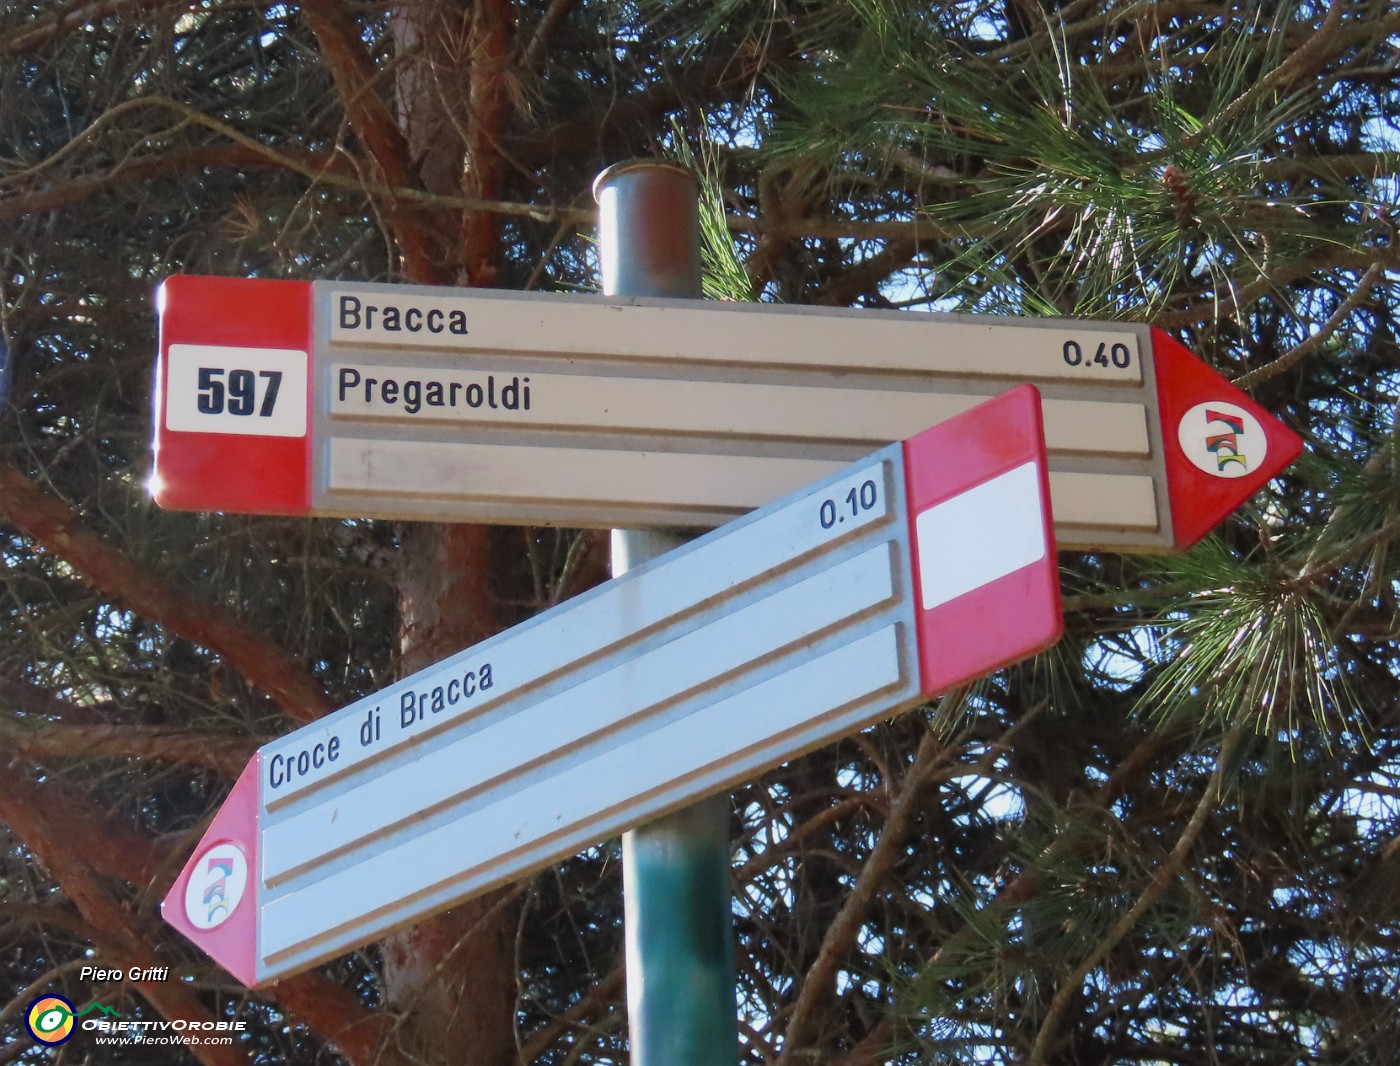 Bracca
0.40
597
Pregaroldi
0.10
Croce di Bracca
Piero Gritti
OBIETTIVOROBIE
www.PieroWeb.com